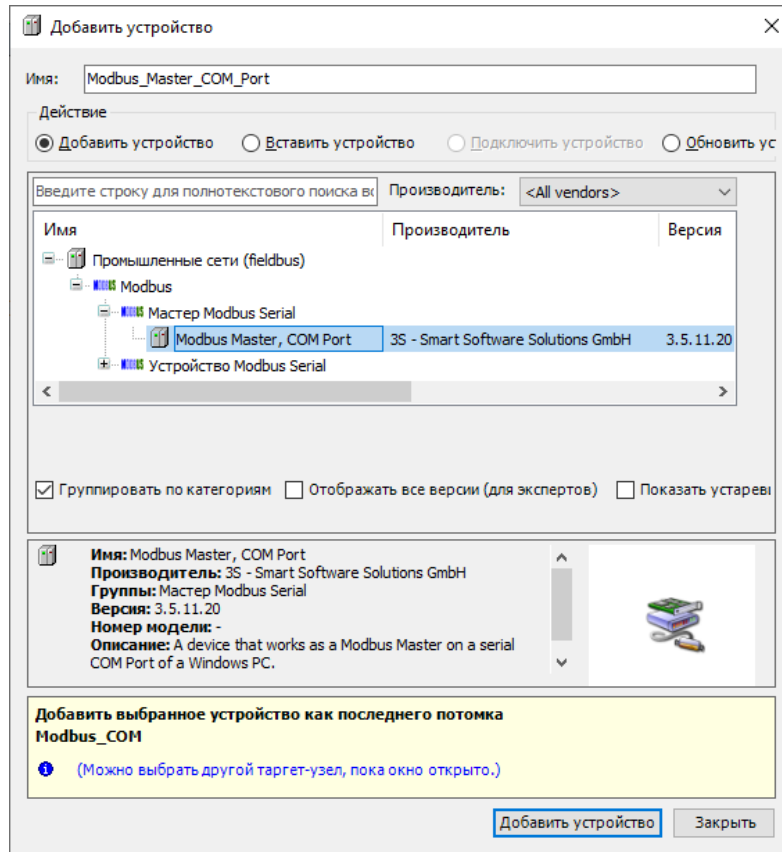 Добавить устройство
Имя: Modbus_Master_COM_Port
Действие
Добавить устройство Вставить устройство Подключить устройство Обновить ус
Введите строку для полнотекстового поиска вс Производитель: <All vendors>
Имя Производитель Версия
Промышленные сети (fieldbus)
Modbus
Мастер Modbus Serial
Modbus Master, COM Port 3S - Smart Software Solutions GmbH 3.5.11.20
Устройство Modbus Serial
Группировать по категориям Отображать все версии (для экспертов) Показать устаревш
Имя: Modbus Master, COM Port
Производитель: 3S - Smart Software Solutions GmbH
Группы: Мастер Modbus Serial
Версия: 3.5.11.20
Номер модели: -
Описание: A device that works as a Modbus Master on a serial
COM Port of a Windows PC.
Добавить выбранное устройство как последнего потомка
Modbus_COM
(Можно выбрать другой таргет-узел, пока окно открыто.)
Добавить устройство Закрыть